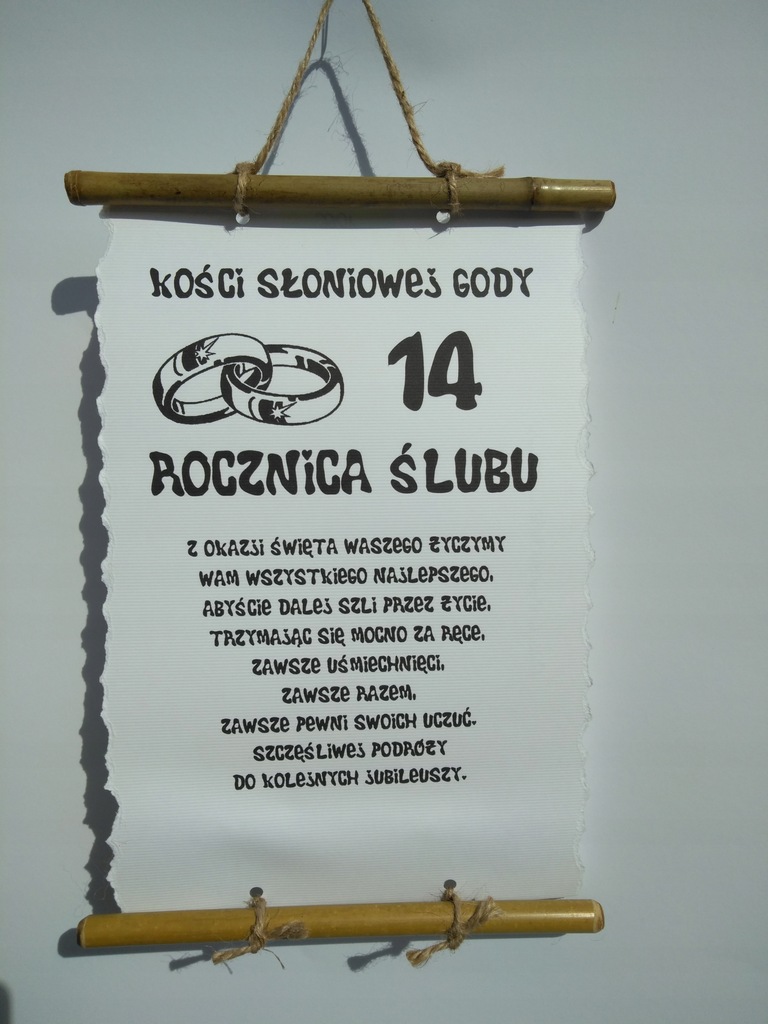 KOŚCI SŁONIOWEJ GODY
14
ROCZNICA ŚLUBU
Z OKAZJI ŚWIĘTA WASZEGO ŻYCZYMY
WAM WSZYSTKIEGO NAJLEPSZEGO,
ABYŚCIE DALEJ SZLI PRZEZ ŻYCIE,
TRZYMAJĄC SIĘ MOCNO ZA RĘCE,
ZAWSZE UŚMIECHNIĘCI,
ZAWSZE RAZEM,
ZAWSZE PEWNI SWOICH UCZUĆ.
SZCZĘŚLIWEJ PODRÓŻY
DO KOLEJNYCH JUBILEUSZY.